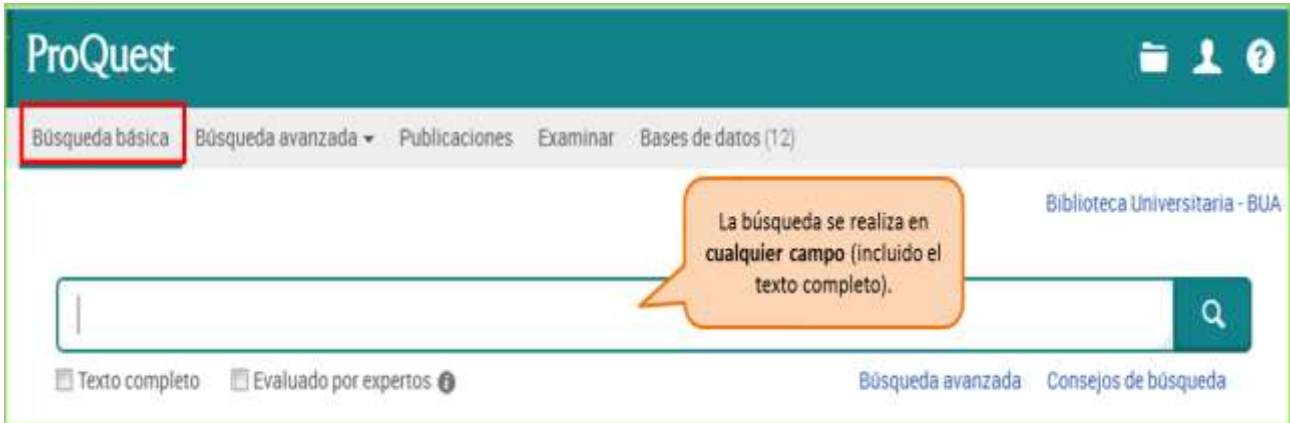 ProQuest
Búsqueda básica Búsqueda avanzada Publicaciones Examinar Bases de datos (12)
Biblioteca Universitaria - BUA
La búsqueda se realiza en
cualquier campo (incluido el
texto completo).
Texto completo Evaluado por expertos
Búsqueda avanzada Consejos de búsqueda